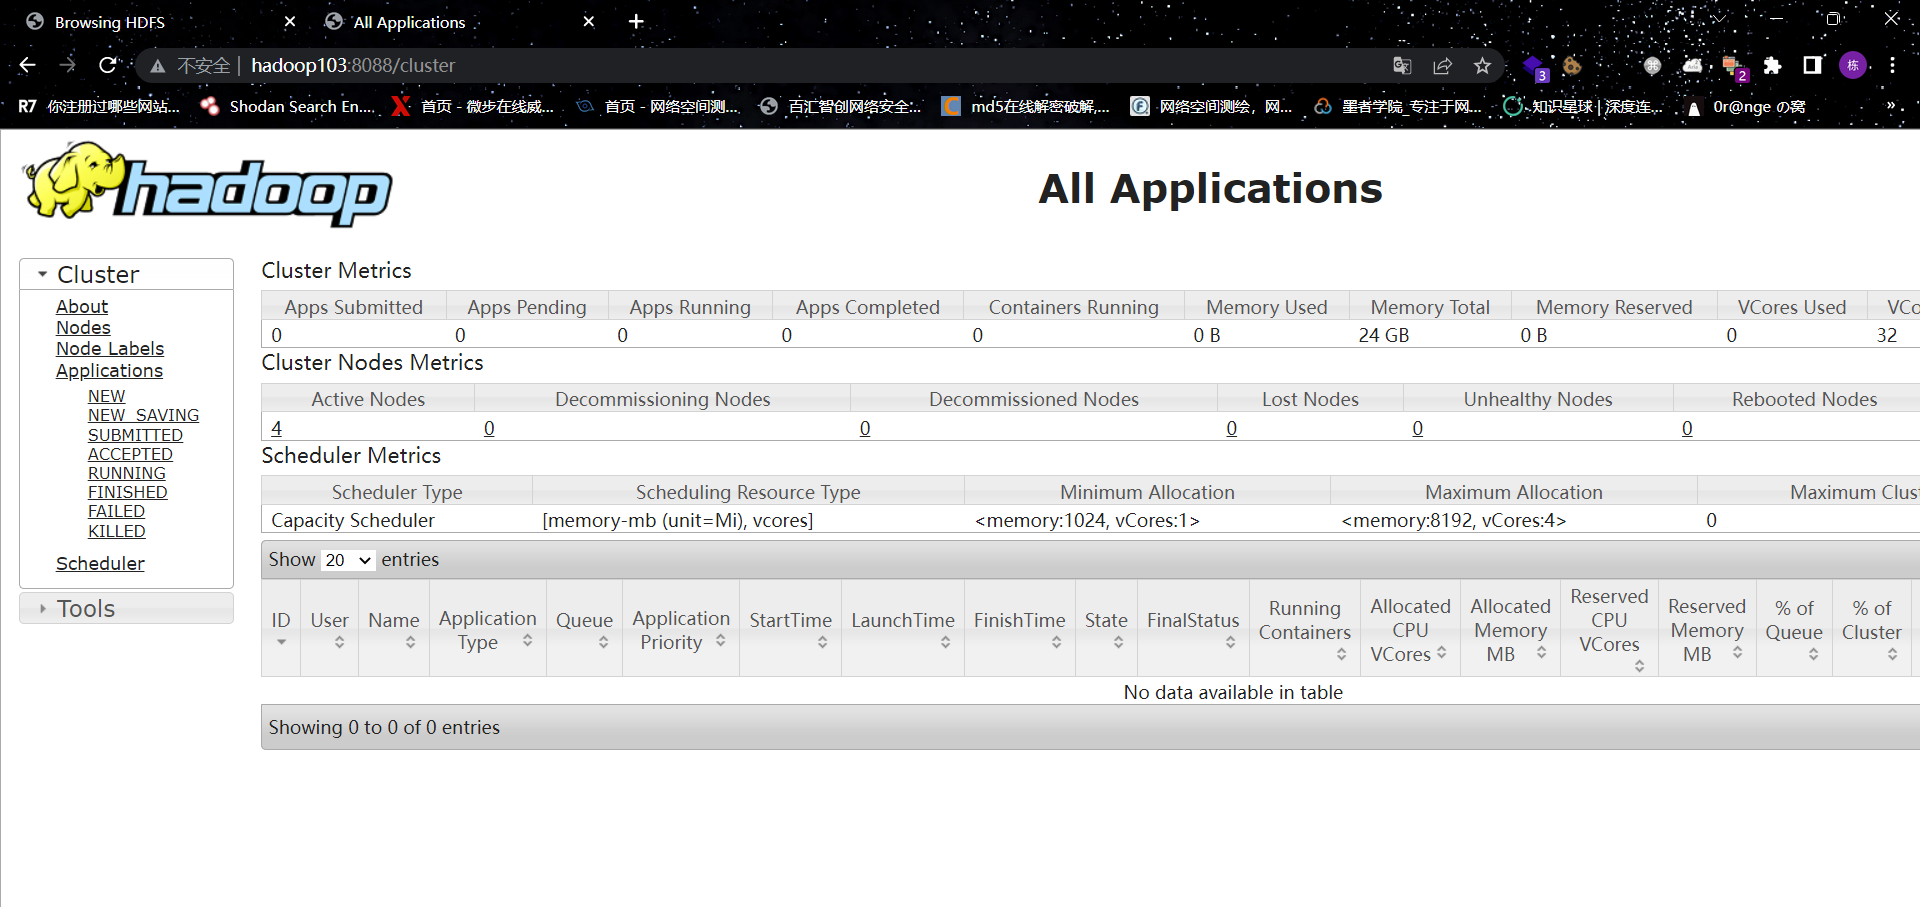 Browsing HDFS
All Applications
不安全 | hadoop103:8088/cluster
3
2
栋
R7 你注册过哪些网站...
Shodan Search En...
首页 - 微步在线威...
首页 - 网络空间测...
百汇智创网络安全...
md5在线解密破解,...
网络空间测绘，网...
墨者学院_专注于网...
知识星球 | 深度连...
0r@nge の窝
»
hadoop
All Applications
Cluster
About
Nodes
Node Labels
Applications
NEW
NEW_SAVING
SUBMITTED
ACCEPTED
RUNNING
FINISHED
FAILED
KILLED
Scheduler
Tools
Cluster Metrics
Apps Submitted Apps Pending Apps Running Apps Completed Containers Running Memory Used Memory Total Memory Reserved VCores Used VCo
0 0 0 0 0 0 B 24 GB 0 B 0 32
Cluster Nodes Metrics
Active Nodes Decommissioning Nodes Decommissioned Nodes Lost Nodes Unhealthy Nodes Rebooted Nodes
4 0 0 0 0 0
Scheduler Metrics
Scheduler Type Scheduling Resource Type Minimum Allocation Maximum Allocation Maximum Clust
Capacity Scheduler [memory-mb (unit=Mi), vcores] <memory:1024, vCores:1> <memory:8192, vCores:4> 0
Show 20 entries
ID
User
Name
Application
Type
Queue
Application
Priority
StartTime
LaunchTime
FinishTime
State
FinalStatus
Running
Containers
Allocated
CPU
VCores
Allocated
Memory
MB
Reserved
CPU
VCores
Reserved
Memory
MB
% of
Queue
% of
Cluster
No data available in table
Showing 0 to 0 of 0 entries